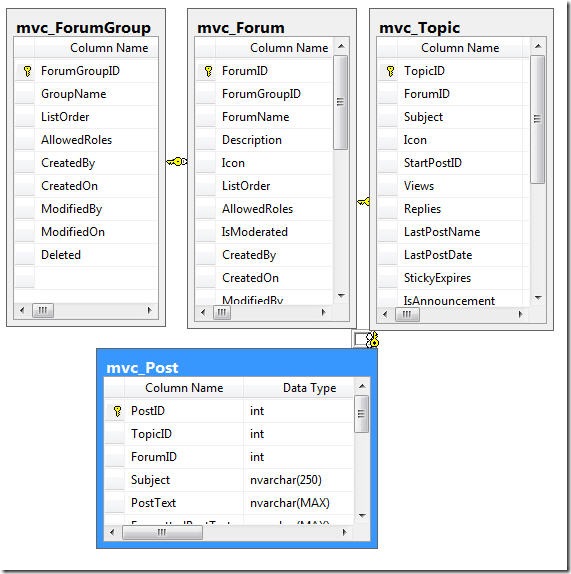 mvc_ForumGroup
Column Name
ForumGroupID
GroupName
ListOrder
AllowedRoles
CreatedBy
CreatedOn
ModifiedBy
ModifiedOn
Deleted
mvc_Forum
Column Name
ForumID
ForumGroupID
ForumName
Description
Icon
ListOrder
AllowedRoles
IsModerated
CreatedBy
CreatedOn
ModifiedBy
mvc_Topic
Column Name
TopicID
ForumID
Subject
Icon
StartPostID
Views
Replies
LastPostName
LastPostDate
StickyExpires
IsAnnouncement
mvc_Post
Column Name Data Type
PostID int
TopicID int
ForumID int
Subject nvarchar(250)
PostText nvarchar(MAX)